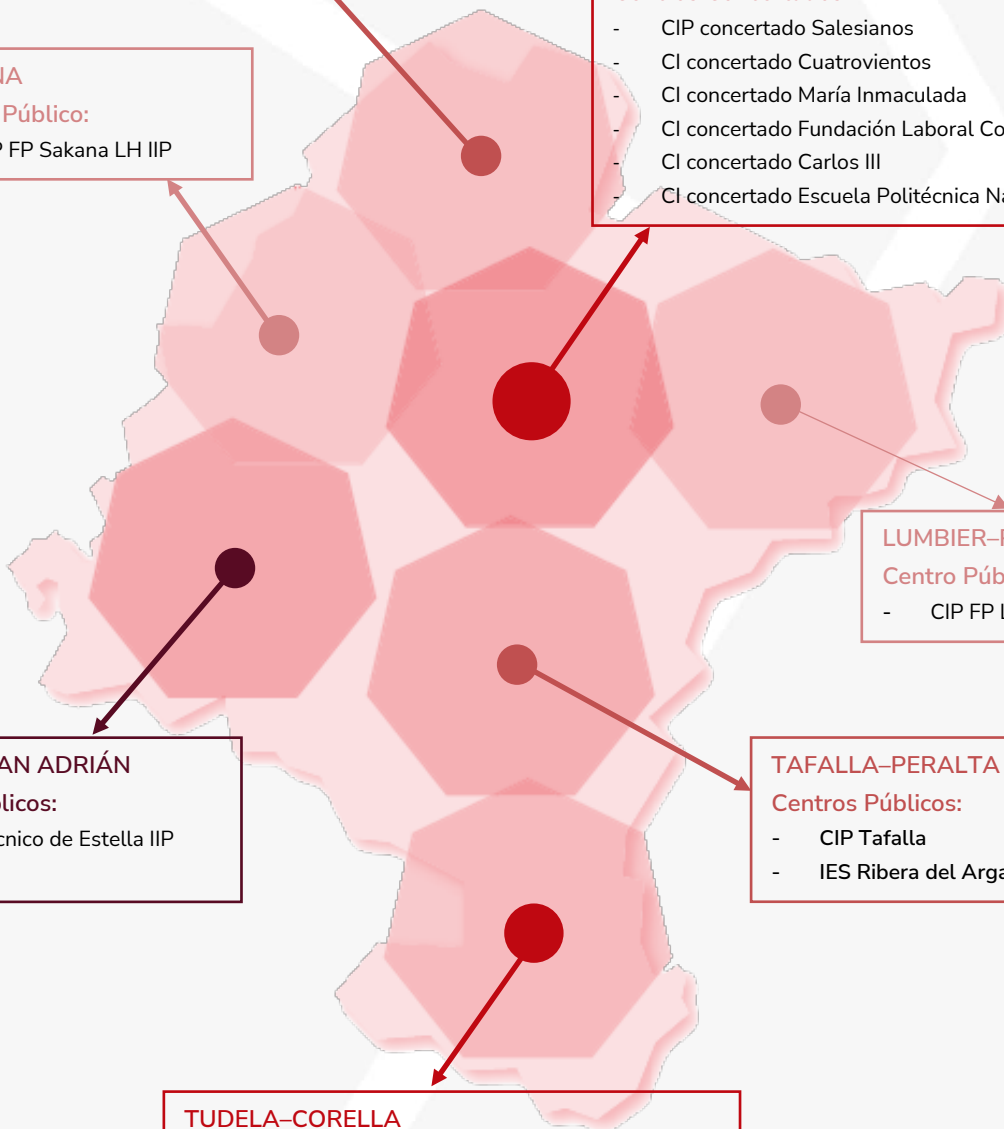 - CIP concertado Salesianos
- CI concertado Cuatrovientos
- CI concertado María Inmaculada
- CI concertado Fundación Laboral Co
- CI concertado Carlos III
- CI concertado Escuela Politécnica Na
NA
Público:
P FP Sakana LH IIP
LUMBIER–
Centro Púb
- CIP FP L
AN ADRIÁN
licos:
cnico de Estella IIP
TAFALLA–PERALTA
Centros Públicos:
- CIP Tafalla
- IES Ribera del Arga
TUDELA–CORELLA